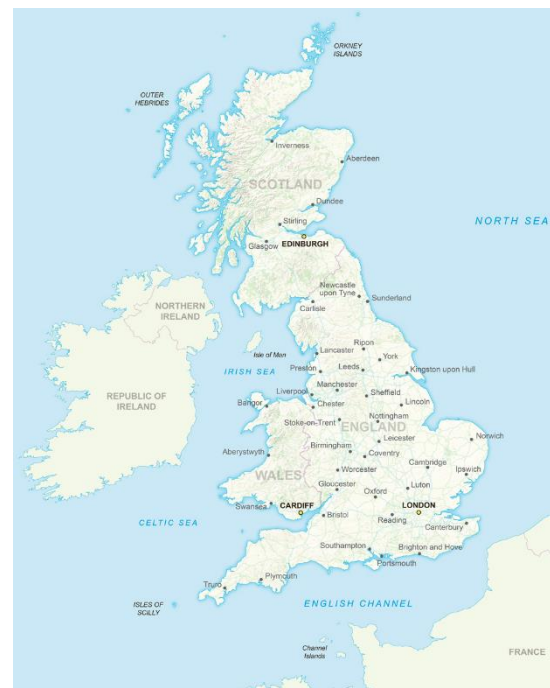 ORKNEY
ISLANDS
OUTER
HEBRIDES
Inverness
Aberdeen
SCOTLAND
Dundee
Stirling
NORTH SEA
EDINBURGH
Glasgow
Newcastle
upon Tyne
Sunderland
Carlisle
NORTHERN
IRELAND
Isle of Man
Ripon
Lancaster
York
IRISH SEA
Preston
Leeds
Kingston upon Hull
Manchester
Liverpool
Sheffield
REPUBLIC OF
IRELAND
Bangor
Chester
Lincoln
Stoke-on-Trent
Nottingham
ENGLAND
Leicester
Norwich
Aberystwyth
Birmingham
Coventry
Cambridge
WALES
Worcester
Ipswich
Gloucester
Luton
Oxford
Swansea
CARDIFF
LONDON
Bristol
Reading
CELTIC SEA
Canterbury
Southampton
Brighton and Hove
Portsmouth
Truro
Plymouth
ISLES OF
SCILLY
ENGLISH CHANNEL
Channel
Islands
FRANCE